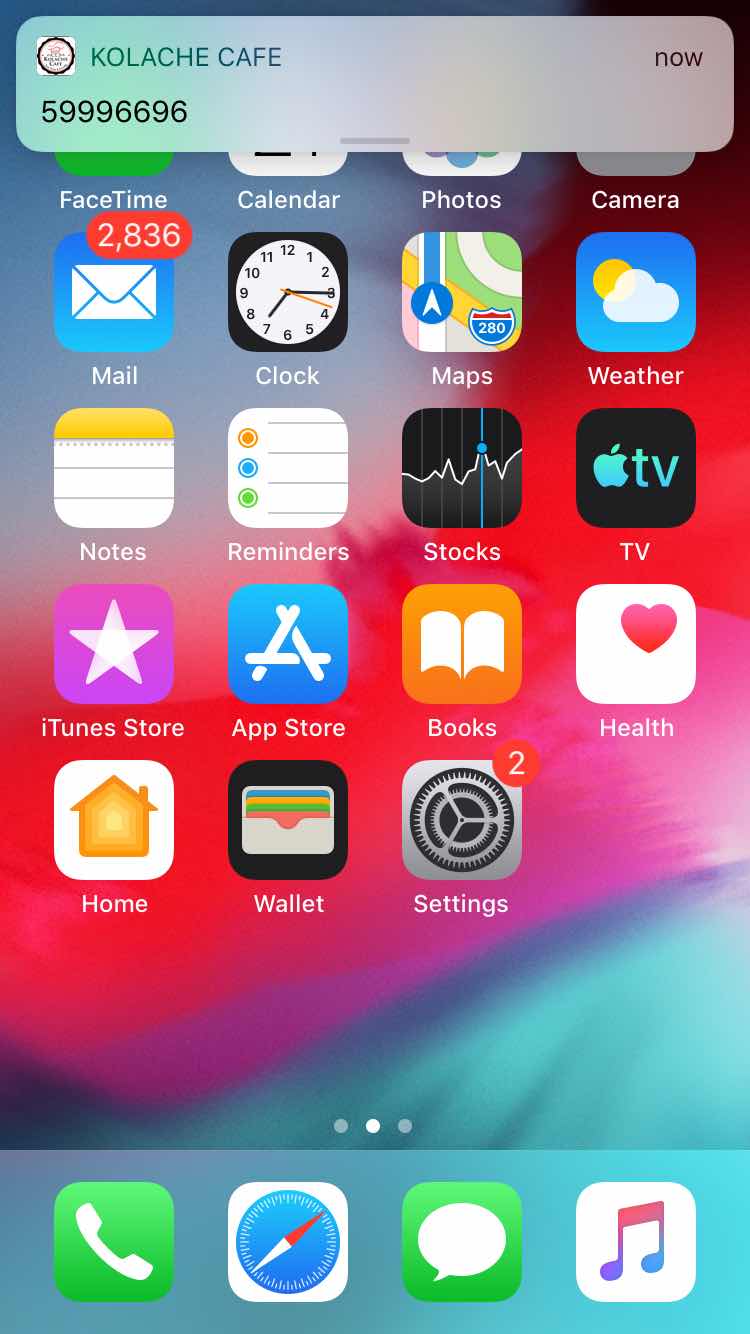 KOLACHE CAFE now
59996696
FaceTime Calendar Photos Camera
2,836
12 1 2 3 4 5 6 7 8 9 10 11
280
Mail Clock Maps Weather
tv
Notes Reminders Stocks TV
iTunes Store App Store Books Health
2
Home Wallet Settings